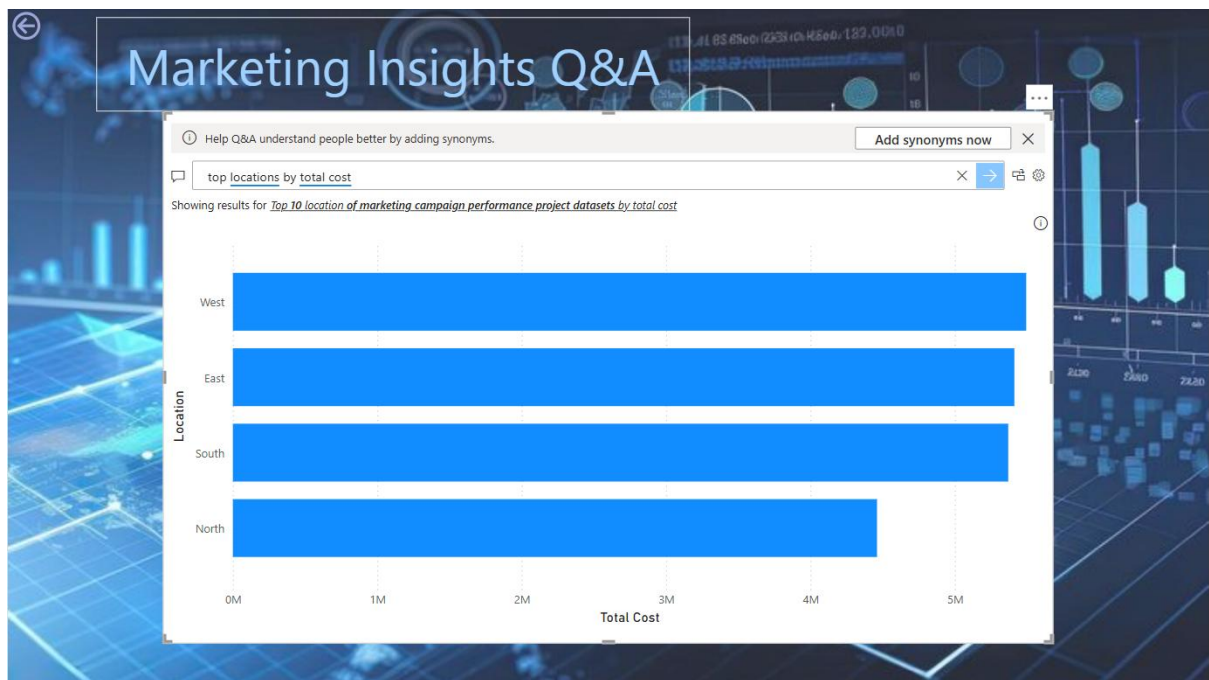 Marketing Insights Q&A
Help Q&A understand people better by adding synonyms.
Add synonyms now
top locations by total cost
Showing results for Top 10 location of marketing campaign performance project datasets by total cost
Location
West
East
South
North
0M 1M 2M 3M 4M 5M
Total Cost